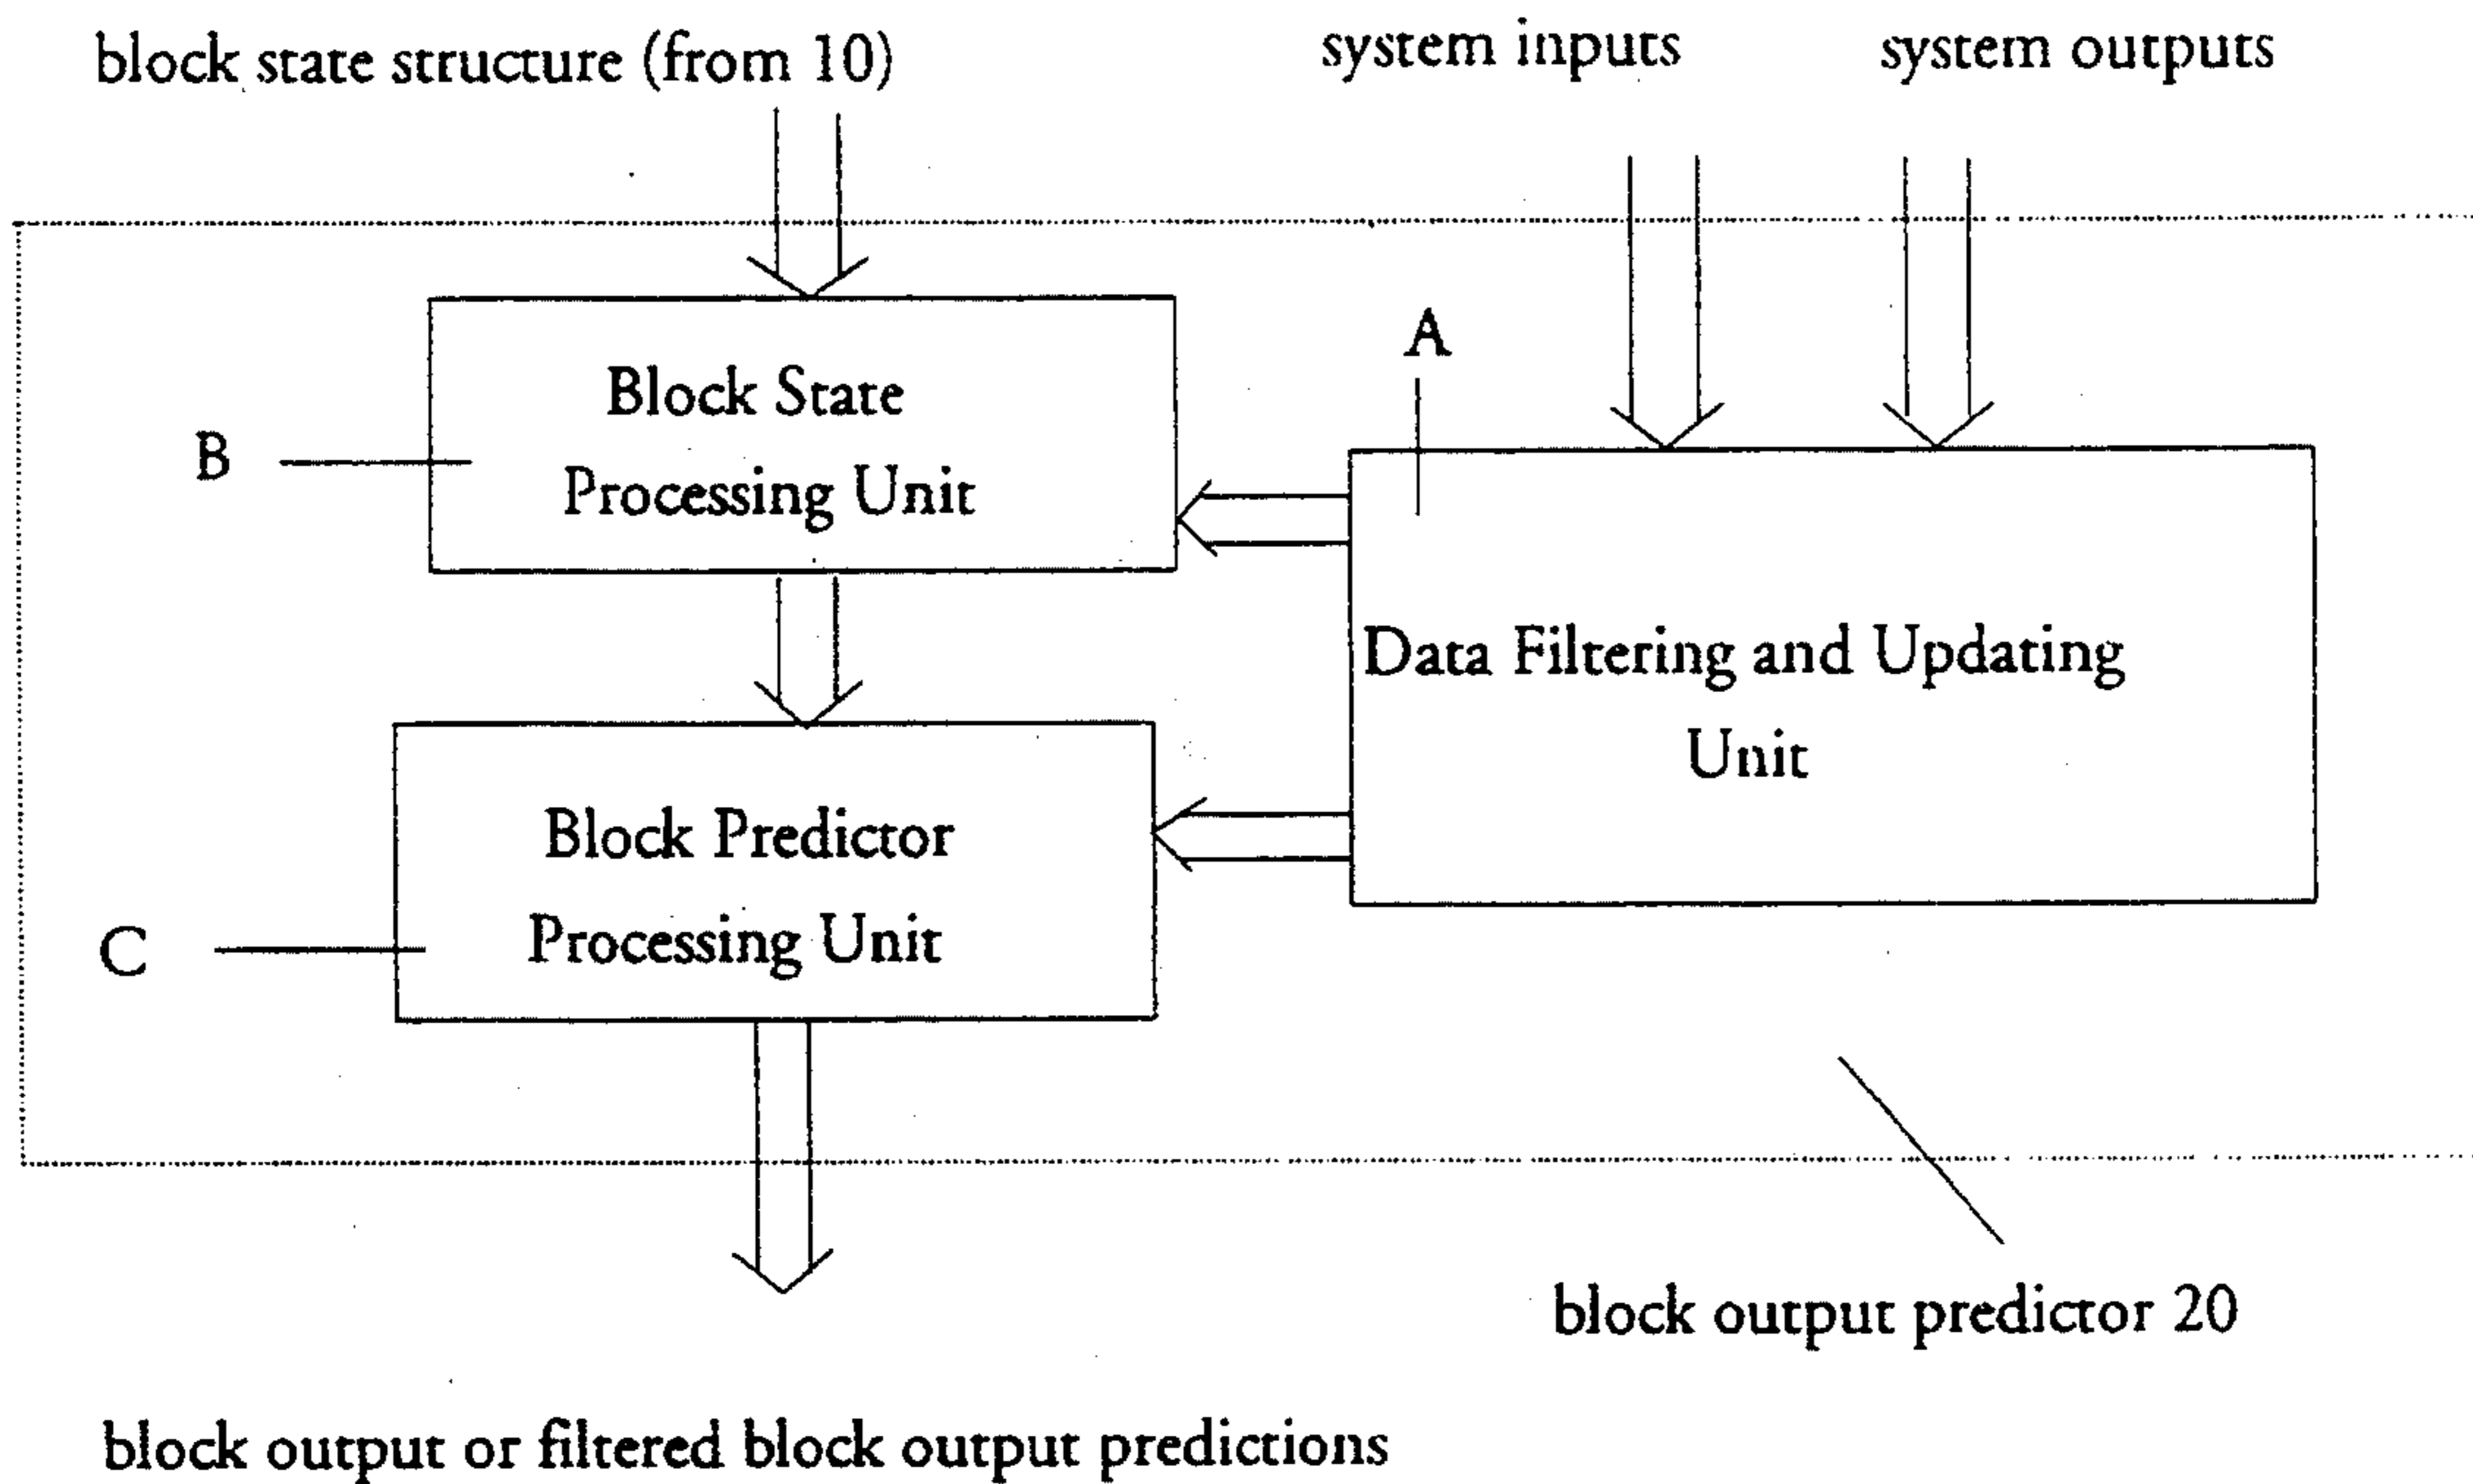 block state structure (from 10)
system inputs
system outputs
A
Block State
Processing Unit
B
Data Filtering and Updating
Unit
Block Predictor
Processing Unit
C
block output predictor 20
block output or filtered block output predictions